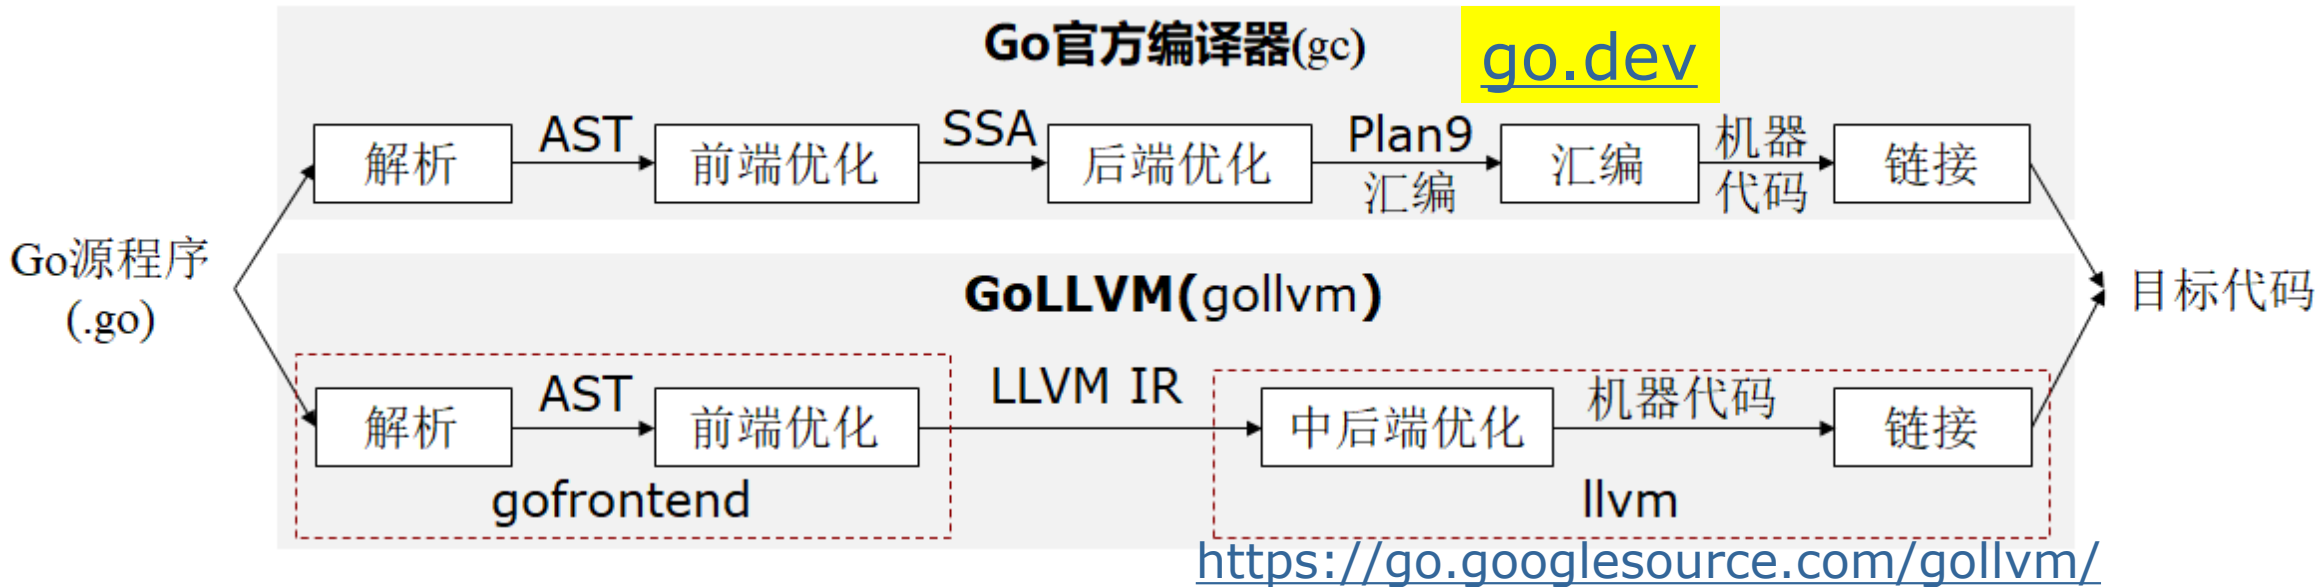 Go官方编译器(gc)
go.dev
解析
AST
前端优化
SSA
后端优化
Plan9
汇编
汇编
机器
代码
链接
Go源程序
(.go)
目标代码
GoLLVM(gollvm)
解析
AST
前端优化
LLVM IR
中后端优化
机器代码
链接
gofrontend
llvm
https://go.googlesource.com/gollvm/